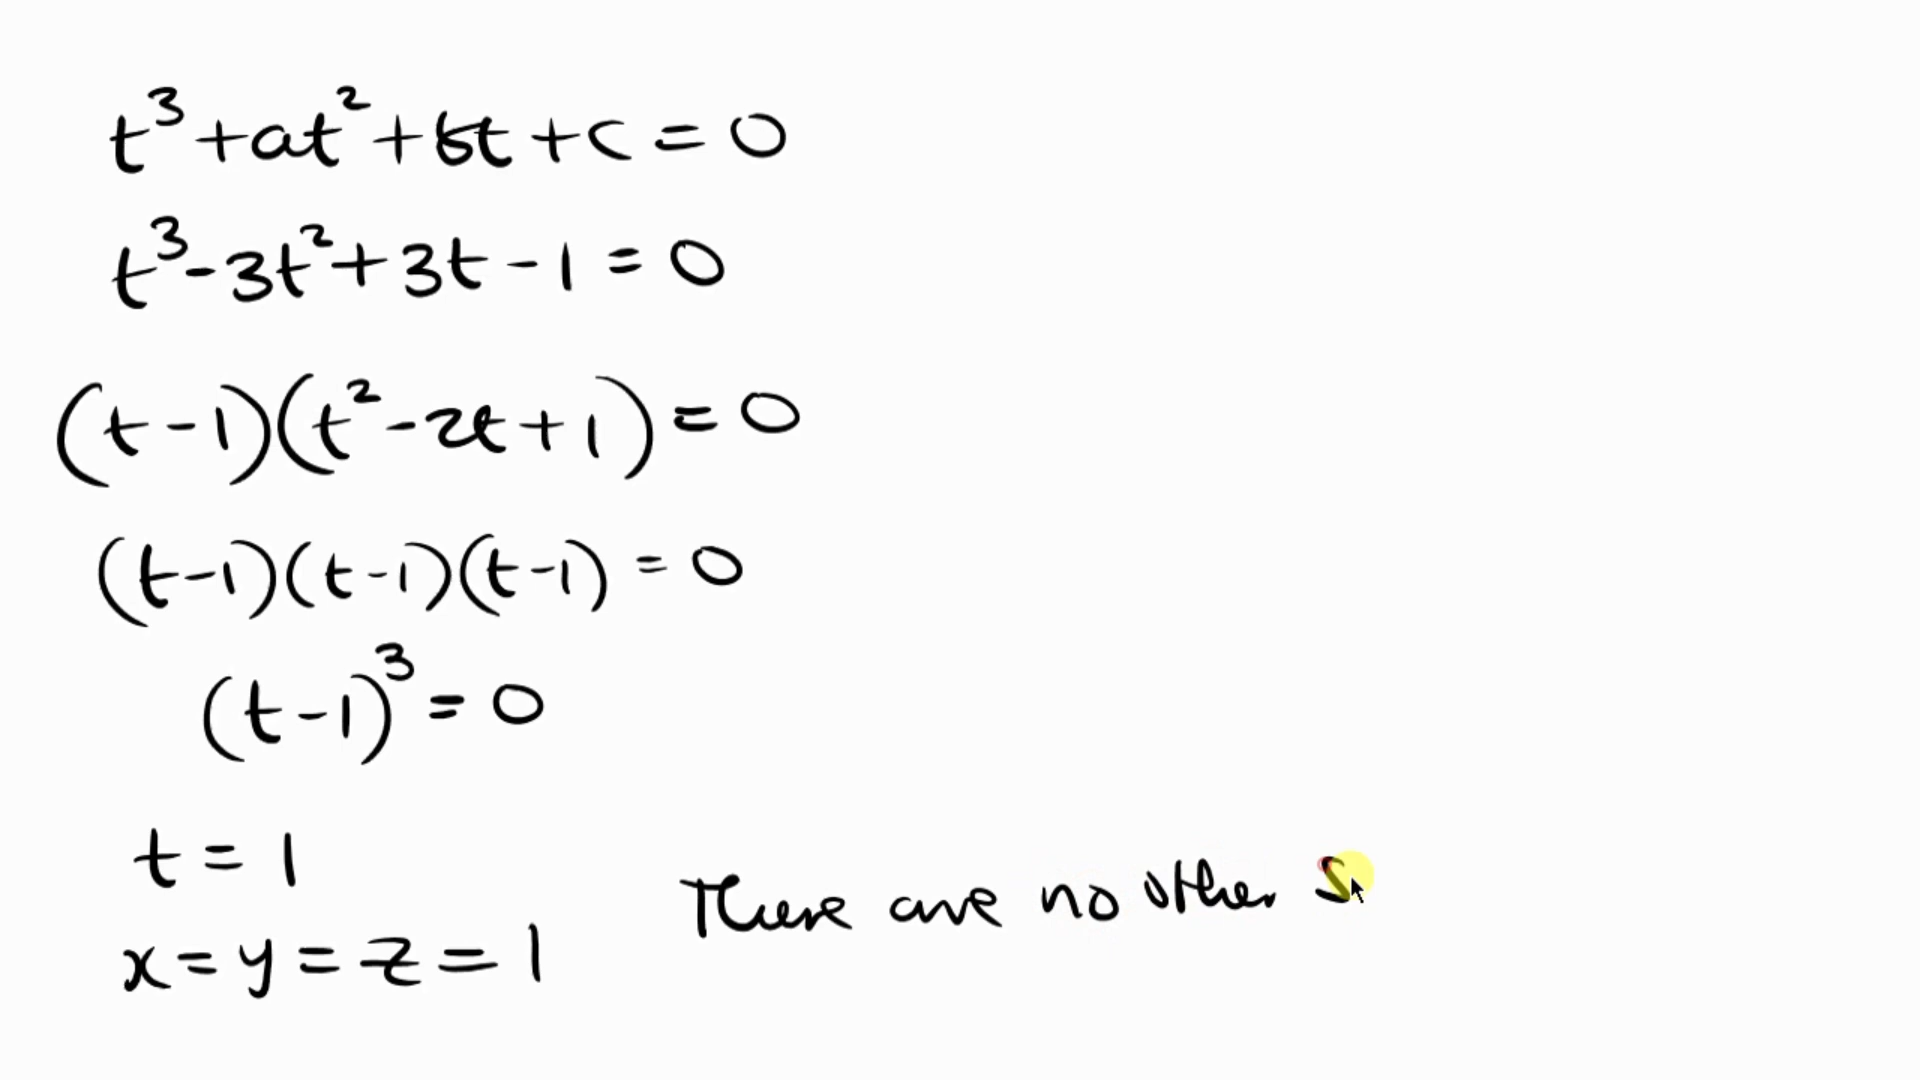 t³+at²+bt+c=0
t³-3t²+3t-1=0
(t-1)(t²-2t+1)=0
(t-1)(t-1)(t-1)=0
(t-1)³=0
t=1
There are no other S
x=y=z=1